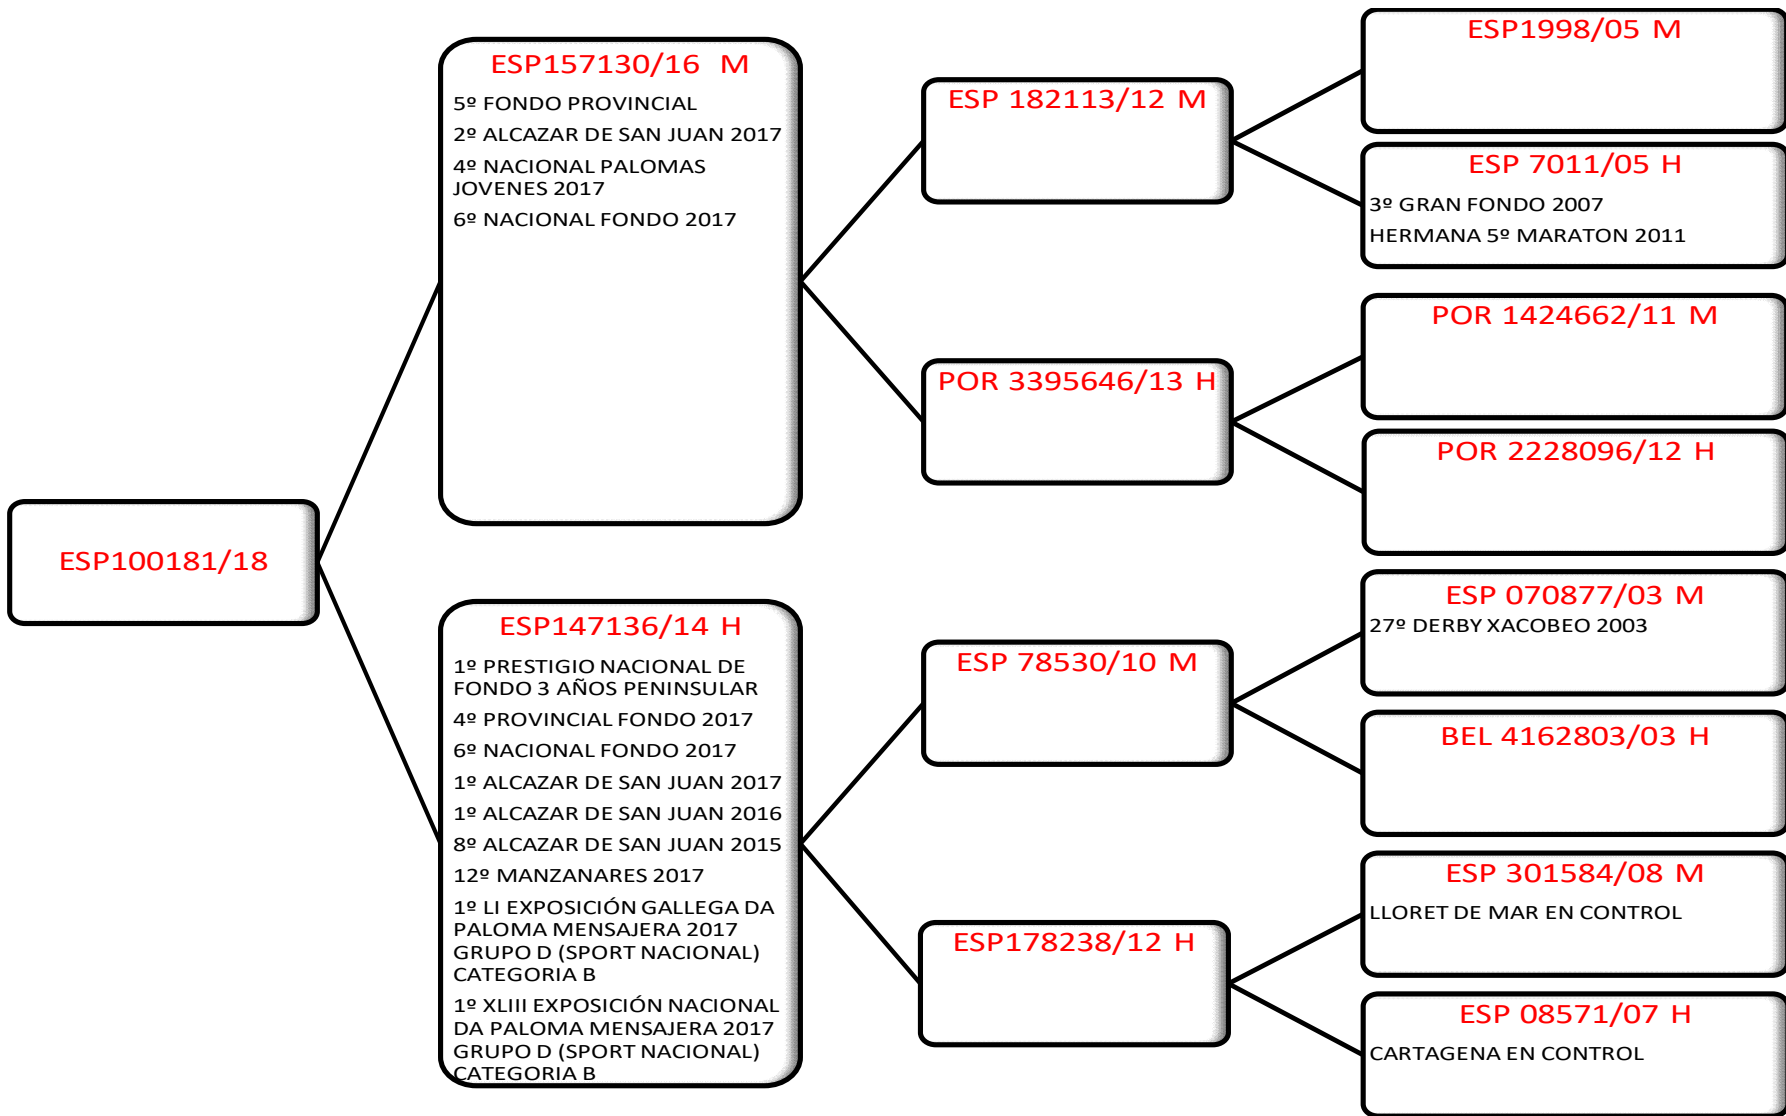 ESP100181/18
ESP157130/16 M
5º FONDO PROVINCIAL
2º ALCAZAR DE SAN JUAN 2017
4º NACIONAL PALOMAS
JOVENES 2017
6º NACIONAL FONDO 2017
ESP147136/14 H
1º PRESTIGIO NACIONAL DE
FONDO 3 AÑOS PENINSULAR
4º PROVINCIAL FONDO 2017
6º NACIONAL FONDO 2017
1º ALCAZAR DE SAN JUAN 2017
1º ALCAZAR DE SAN JUAN 2016
8º ALCAZAR DE SAN JUAN 2015
12º MANZANARES 2017
1º LI EXPOSICIÓN GALLEGA DA
PALOMA MENSAJERA 2017
GRUPO D (SPORT NACIONAL)
CATEGORIA B
1º XLIII EXPOSICIÓN NACIONAL
DA PALOMA MENSAJERA 2017
GRUPO D (SPORT NACIONAL)
CATEGORIA B
ESP 182113/12 M
POR 3395646/13 H
ESP 78530/10 M
ESP178238/12 H
ESP1998/05 M
ESP 7011/05 H
3º GRAN FONDO 2007
HERMANA 5º MARATON 2011
POR 1424662/11 M
POR 2228096/12 H
ESP 070877/03 M
27º DERBY XACOBEO 2003
BEL 4162803/03 H
ESP 301584/08 M
LLORET DE MAR EN CONTROL
ESP 08571/07 H
CARTAGENA EN CONTROL